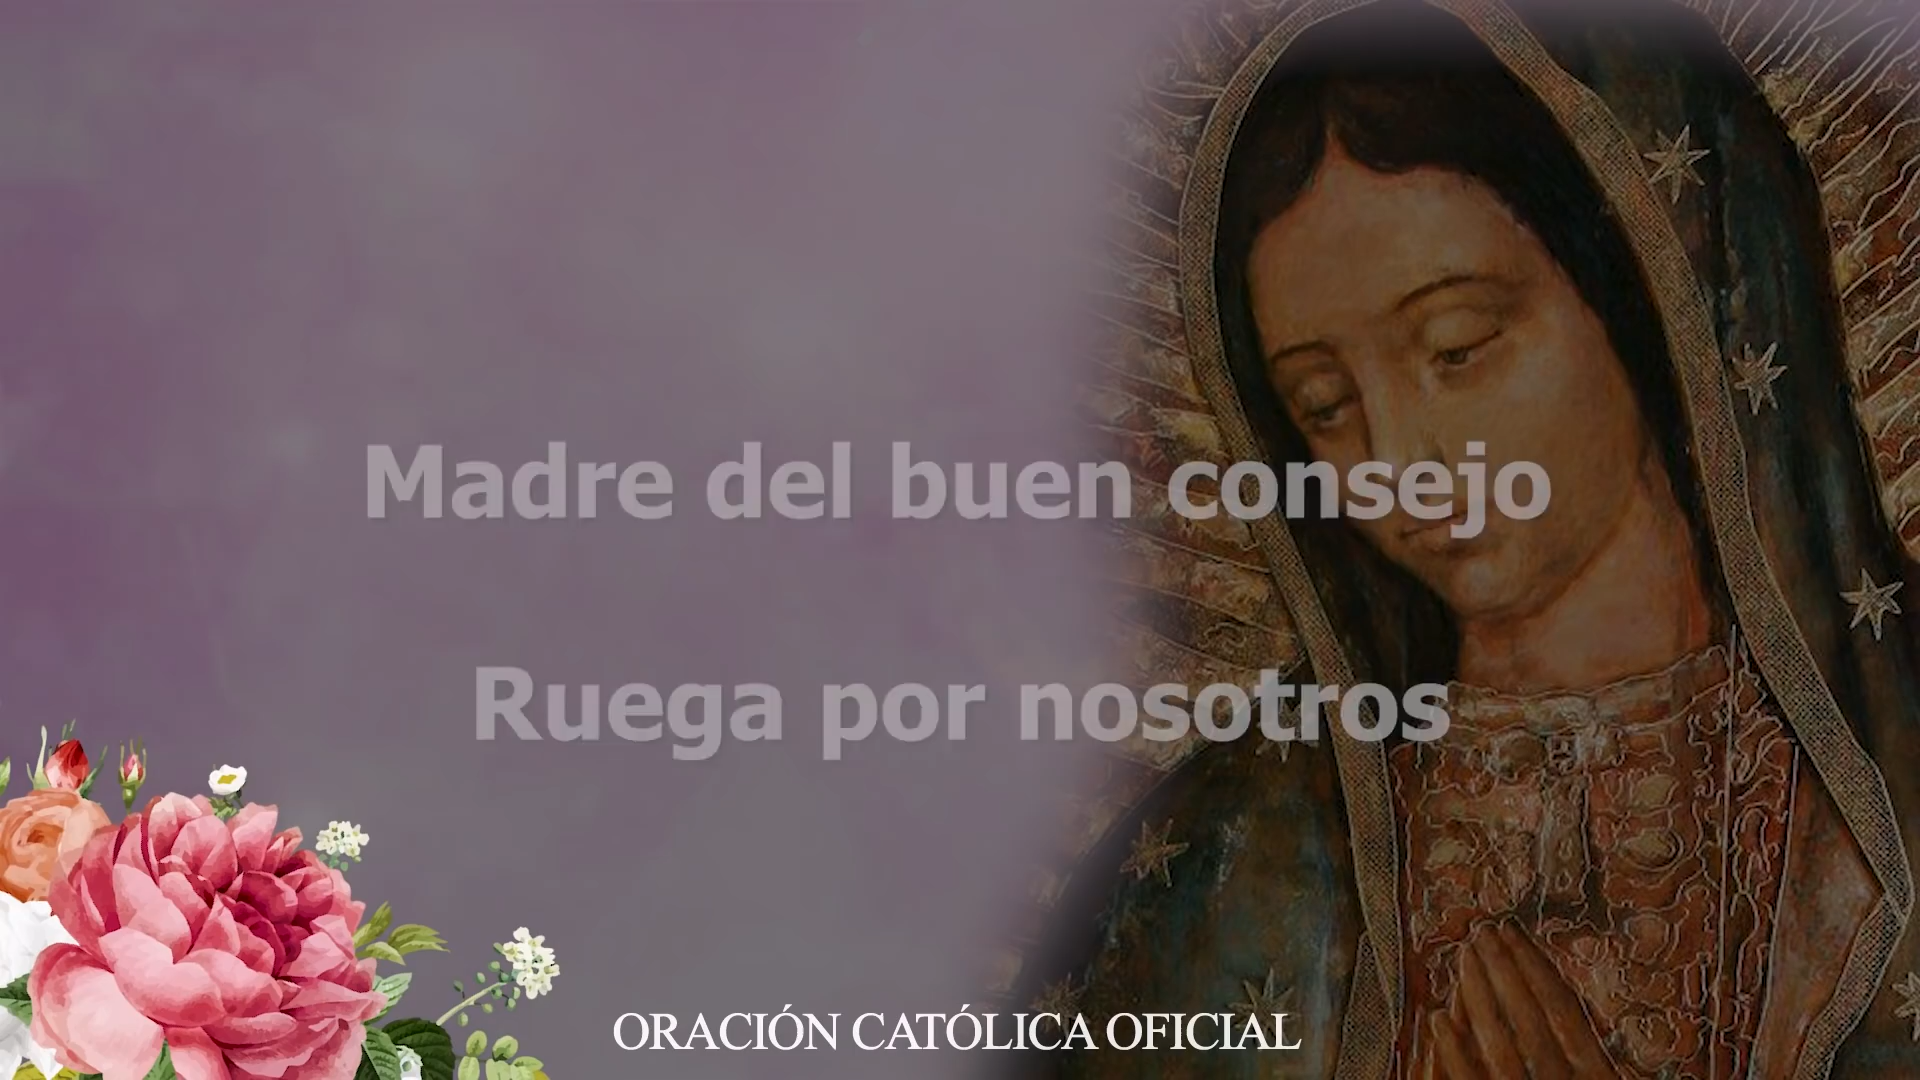 Madre del buen consejo
Ruega por nosotros
ORACIÓN CATÓLICA OFICIAL